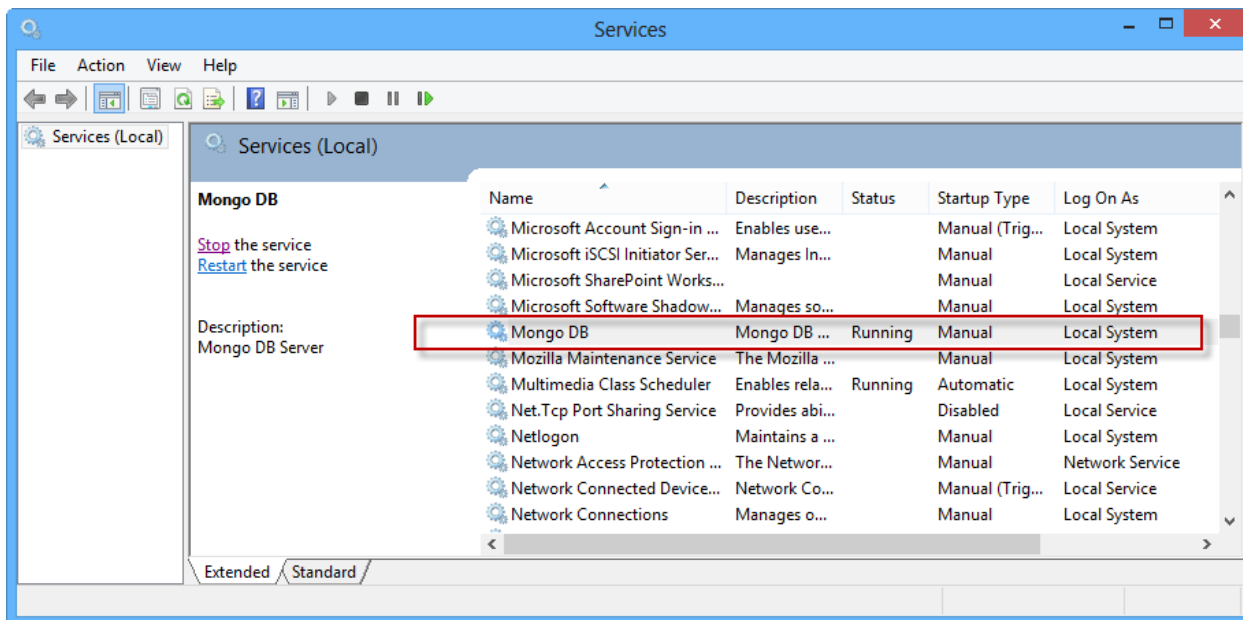 Services
File Action View Help
Services (Local)
Services (Local)
Mongo DB
Stop the service
Restart the service
Description:
Mongo DB Server
Name Description Status Startup Type Log On As
Microsoft Account Sign-in ... Enables use... Manual (Trig... Local System
Microsoft iSCSI Initiator Ser... Manages In... Manual Local System
Microsoft SharePoint Works... Manual Local Service
Microsoft Software Shadow... Manages so... Manual Local System
Mongo DB Mongo DB ... Running Manual Local System
Mozilla Maintenance Service The Mozilla ... Manual Local System
Multimedia Class Scheduler Enables rela... Running Automatic Local System
Net.Tcp Port Sharing Service Provides abi... Disabled Local Service
Netlogon Maintains a ... Manual Local System
Network Access Protection ... The Networ... Manual Network Service
Network Connected Device... Network Co... Manual (Trig... Local Service
Network Connections Manages o... Manual Local System
Extended Standard